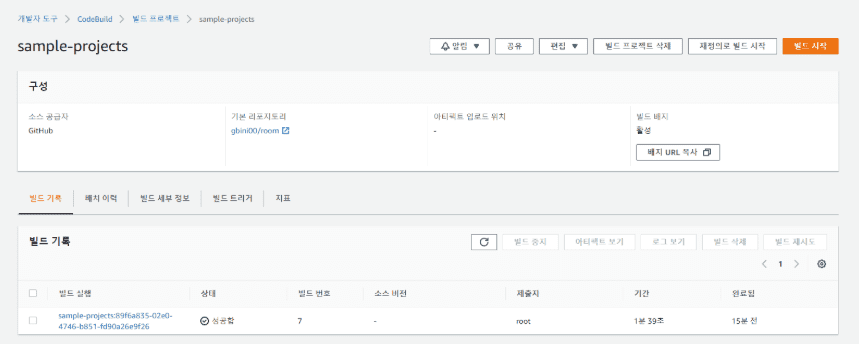 개발자 도구 > CodeBuild > 빌드 프로젝트 > sample-projects
sample-projects
알림 ▼ 공유 편집 ▼ 빌드 프로젝트 삭제 재정의로 빌드 시작 빌드 시작
구성
소스 공급자 기본 리포지토리 아티팩트 업로드 위치 빌드 배지
GitHub gbini00/room - 활성
배지 URL 복사
빌드 기록 배치 이력 빌드 세부 정보 빌드 트리거 지표
빌드 기록 빌드 중지 아티팩트 보기 로그 보기 빌드 삭제 빌드 재시도
< 1 >
빌드 실행 상태 빌드 번호 소스 버전 제출자 기간 완료됨
sample-projects:89f6a835-02e0-
4746-b851-fd90a26e9f26 성공함 7 - root 1분 39초 15분 전